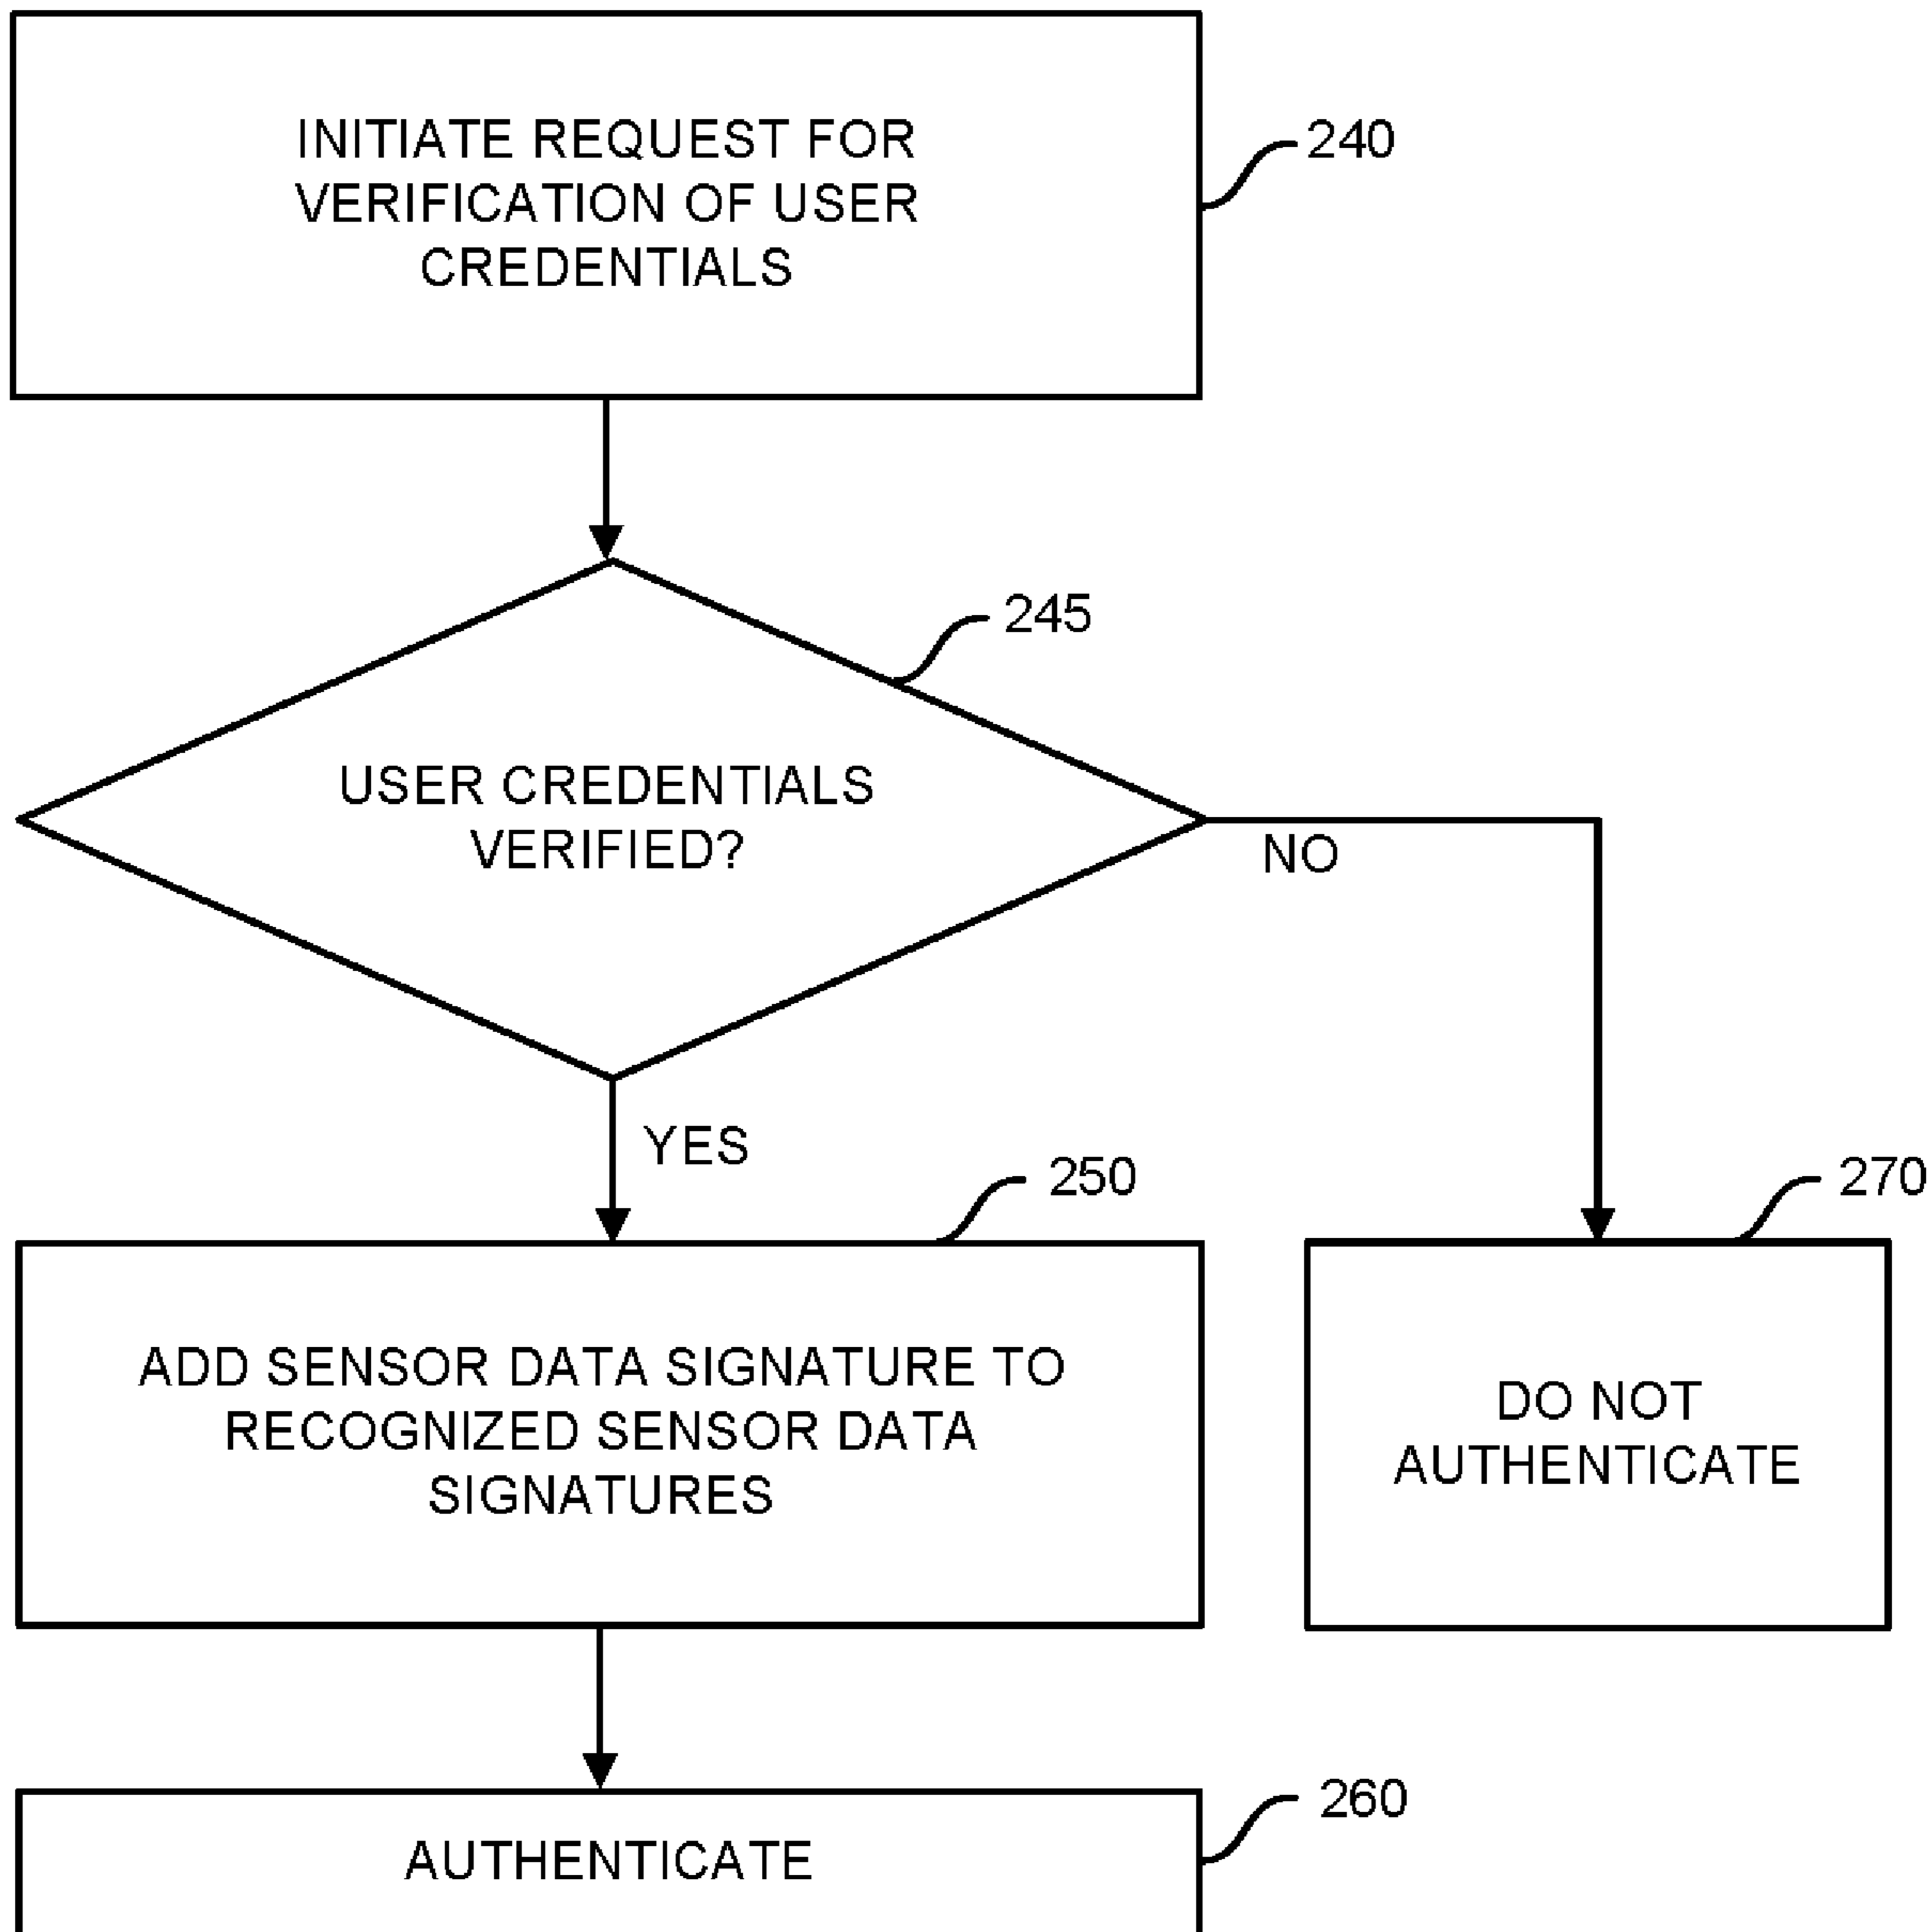 INITIATE REQUEST FOR
VERIFICATION OF USER
CREDENTIALS
240
245
USER CREDENTIALS
VERIFIED?
NO
YES
250
270
ADD SENSOR DATA SIGNATURE TO
RECOGNIZED SENSOR DATA
SIGNATURES
DO NOT
AUTHENTICATE
260
AUTHENTICATE